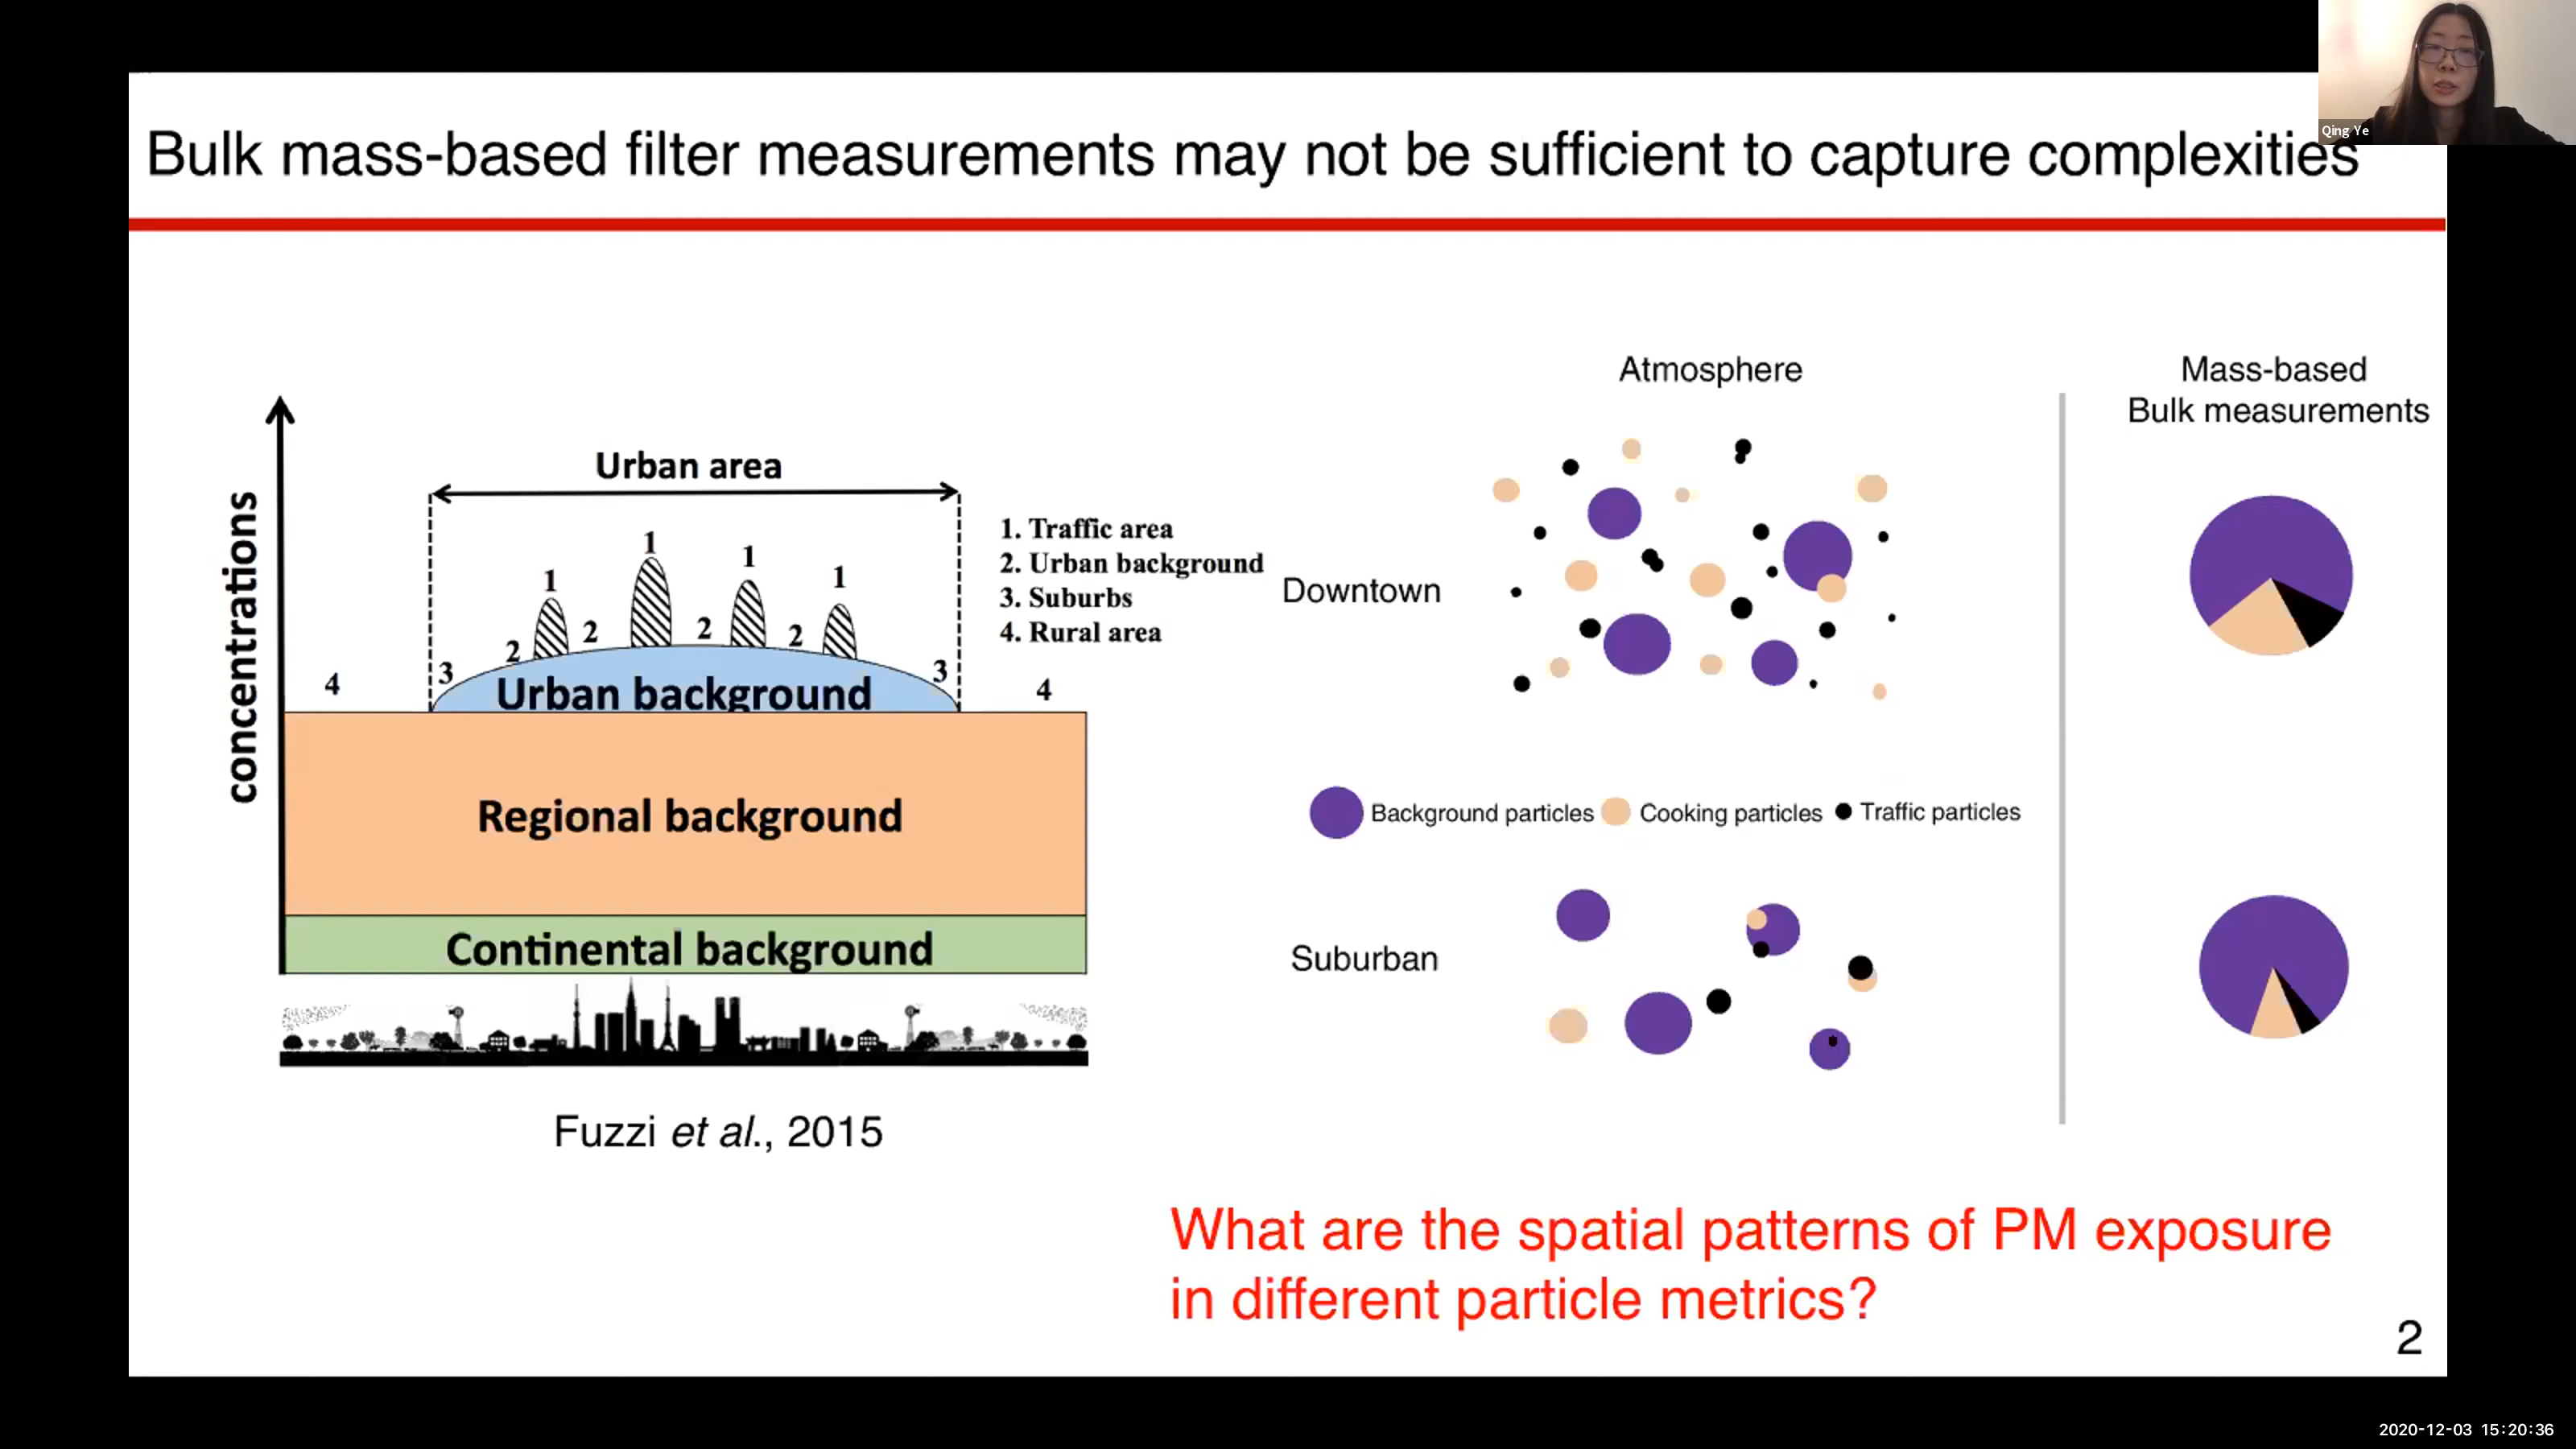 Qing Ye
Bulk mass-based filter measurements may not be sufficient to capture complexities
concentrations
Urban area
1
1
1
1
2
2
2
2
3
3
4
4
Urban background
Regional background
Continental background
1. Traffic area
2. Urban background
3. Suburbs
4. Rural area
Fuzzi et al., 2015
Atmosphere
Mass-based
Bulk measurements
Downtown
Background particles
Cooking particles
Traffic particles
Suburban
What are the spatial patterns of PM exposure
in different particle metrics?
2
2020-12-03 15:20:36